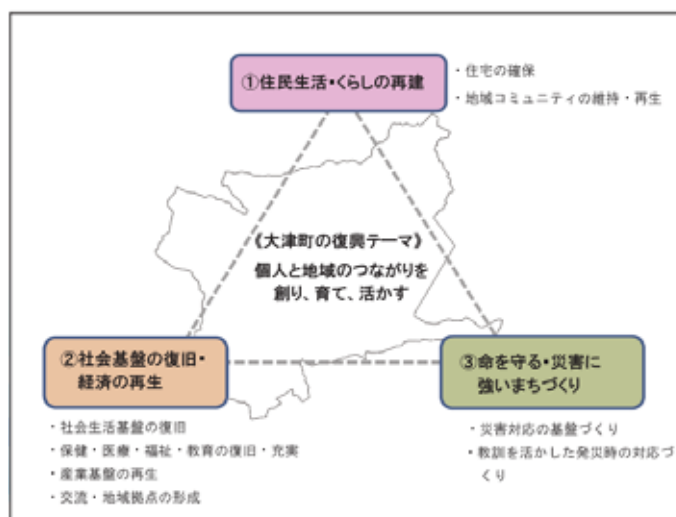 ①住民生活・くらしの再建
・住宅の確保
・地域コミュニティの維持・再生
《大津町の復興テーマ》
個人と地域のつながりを
創り、育て、活かす
②社会基盤の復旧・
経済の再生
・社会生活基盤の復旧
・保健・医療・福祉・教育の復旧・充実
・産業基盤の再生
・交流・地域拠点の形成
③命を守る・災害に
強いまちづくり
・災害対応の基盤づくり
・教訓を活かした発災時の対応づ
くり